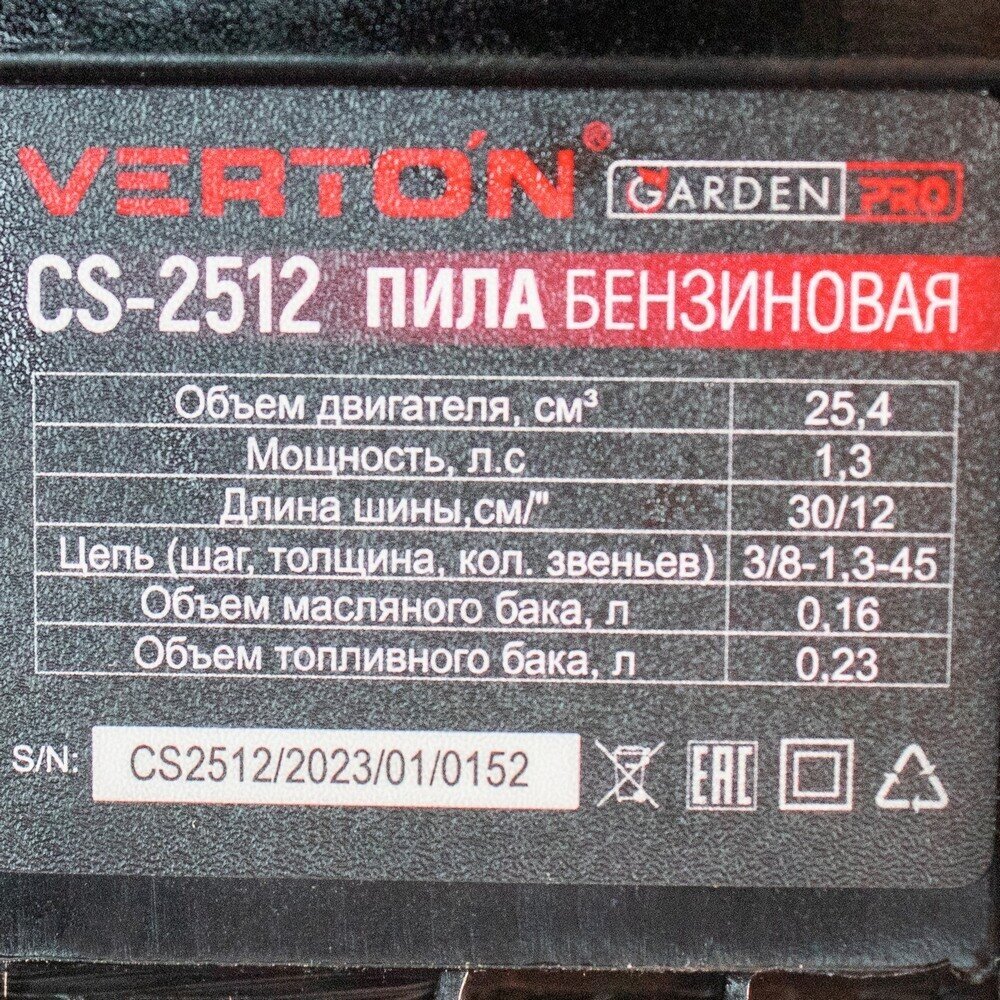 VERTON® GARDEN PRO
CS-2512 ПИЛА БЕНЗИНОВАЯ
Объем двигателя, см³ 25,4
Мощность, л.с 1,3
Длина шины,см/" 30/12
Цепь (шаг, толщина, кол. звеньев) 3/8-1,3-45
Объем масляного бака, л 0,16
Объем топливного бака, л 0,23
S/N: CS2512/2023/01/0152 EAC